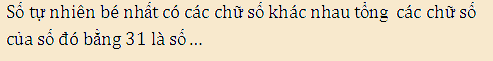 Số tự nhiên bé nhất có các chữ số khác nhau tổng  các chữ số
của số đó bằng 31 là số ...